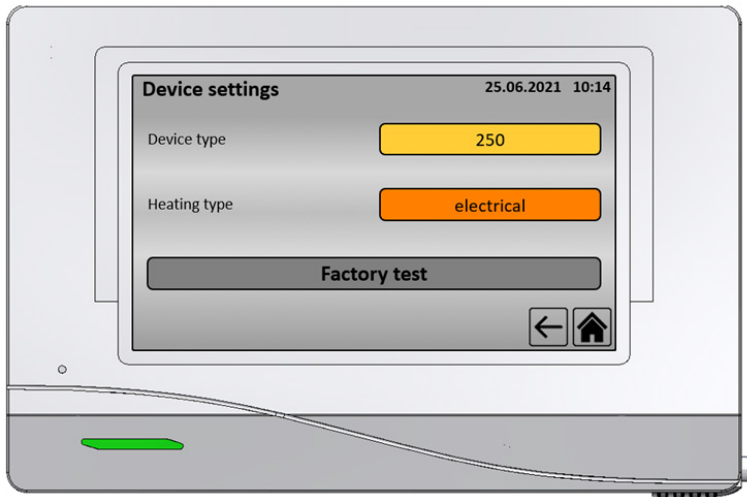 Device settings 25.06.2021 10:14
Device type 250
Heating type electrical
Factory test